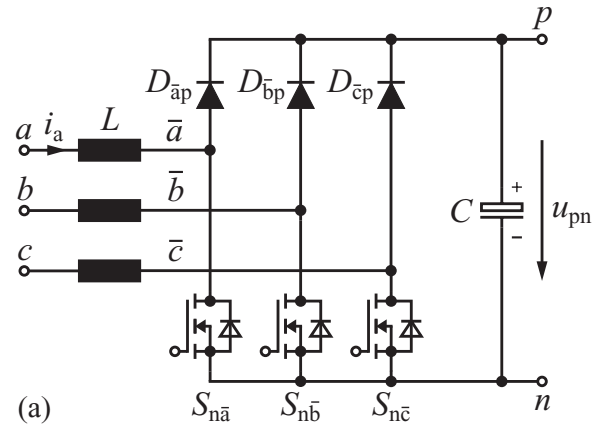 p
D_āp D_b̄p D_c̄p
a i_a L ā
b b̄
c c̄
C + − u_pn
S_nā S_nb̄ S_nc̄ n
(a)